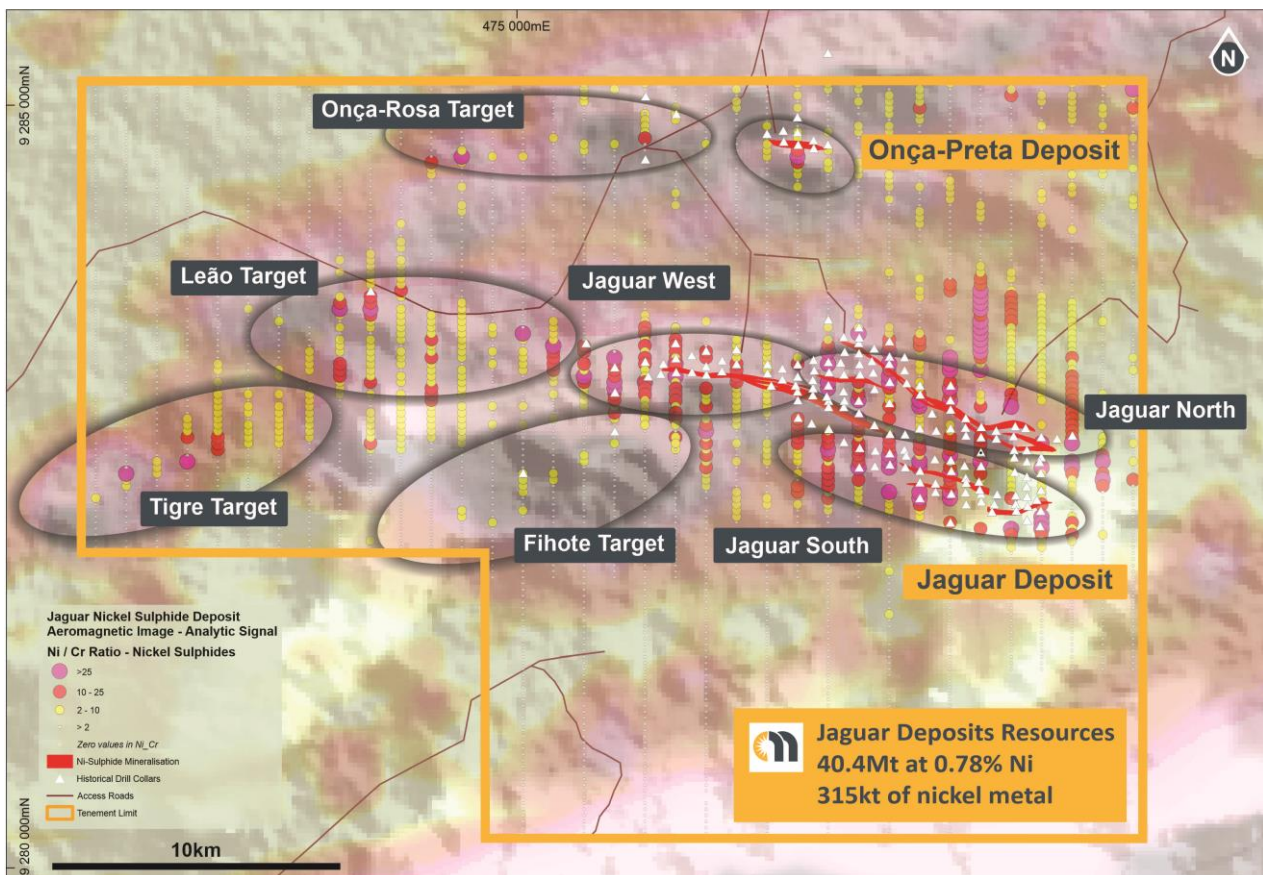 475 000mE
N
9 285 000mN
Onça-Rosa Target
Onça-Preta Deposit
Leão Target
Jaguar West
Jaguar North
Tigre Target
Fihote Target
Jaguar South
Jaguar Deposit
Jaguar Nickel Sulphide Deposit
Aeromagnetic Image - Analytic Signal
Ni / Cr Ratio - Nickel Sulphides
>25
10 - 25
2 - 10
> 2
Zero values in Ni_Cr
Ni-Sulphide Mineralisation
Historical Drill Collars
Access Roads
Tenement Limit
Jaguar Deposits Resources
40.4Mt at 0.78% Ni
315kt of nickel metal
9 280 000mN
10km